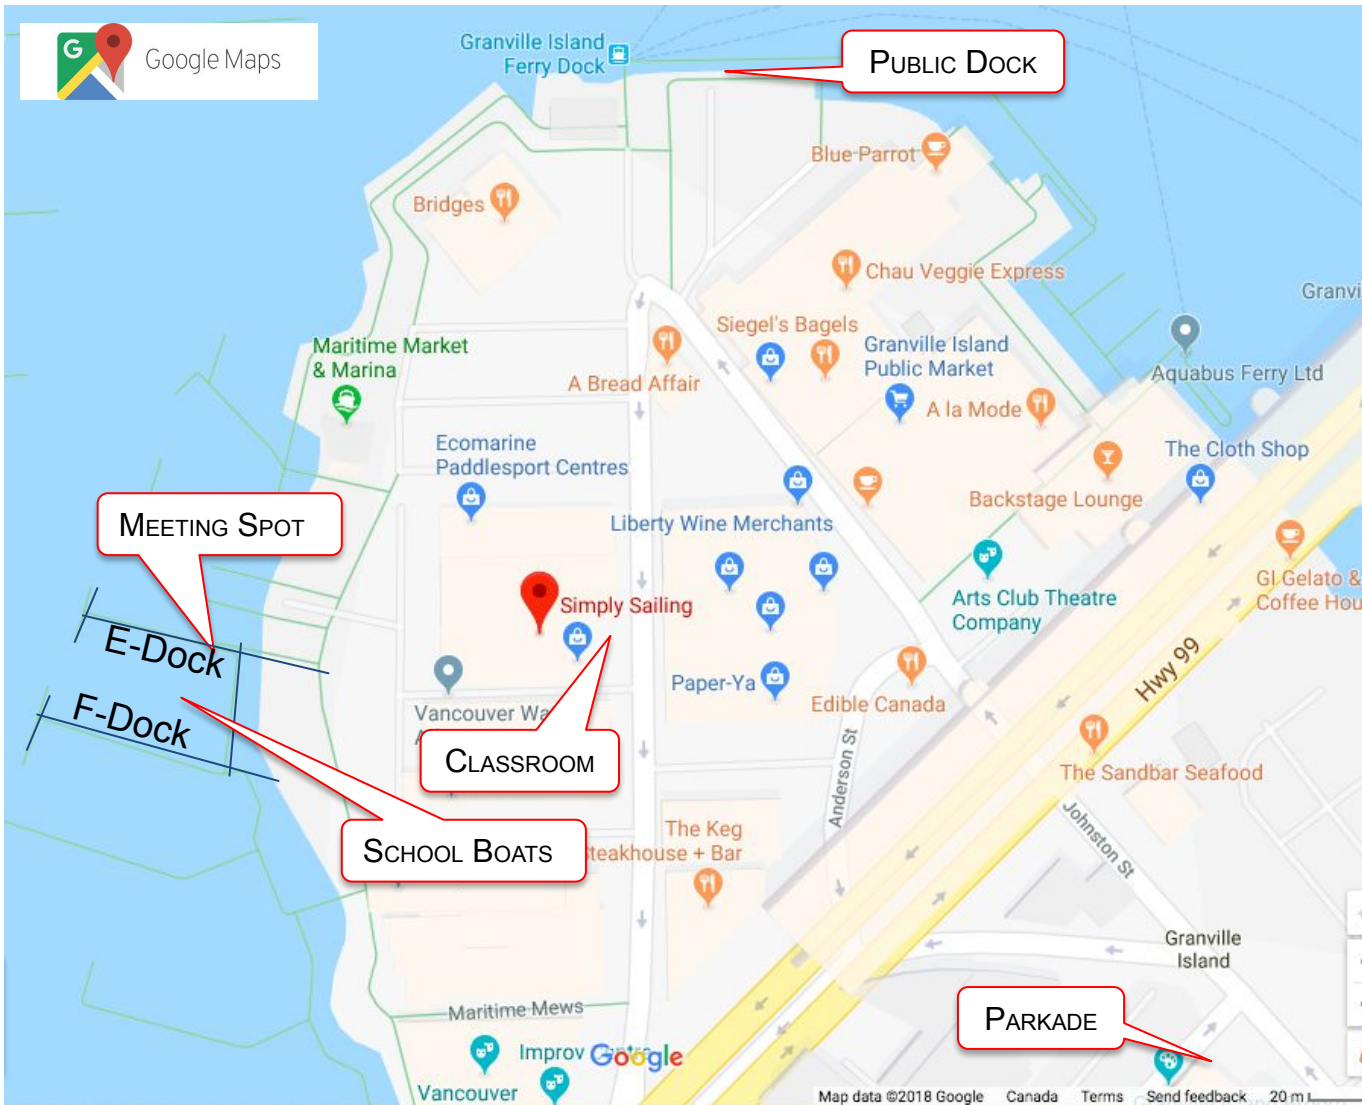 Google Maps
Granville Island
Ferry Dock
PUBLIC DOCK
Blue Parrot
Bridges
Chau Veggie Express
Granvi
Siegel's Bagels
Granville Island
Public Market
Maritime Market
& Marina
A Bread Affair
Aquabus Ferry Ltd
A la Mode
Ecomarine
Paddlesport Centres
The Cloth Shop
Backstage Lounge
MEETING SPOT
Liberty Wine Merchants
GI Gelato &
Coffee Hou
Simply Sailing
Arts Club Theatre
Company
E-Dock
Hwy 99
Paper-Ya
Edible Canada
F-Dock
Vancouver Wa
CLASSROOM
Anderson St
The Sandbar Seafood
Johnston St
SCHOOL BOATS
The Keg
Steakhouse + Bar
Granville
Island
Maritime Mews
PARKADE
Improv
Google
Vancouver
Map data ©2018 Google Canada Terms Send feedback 20 m